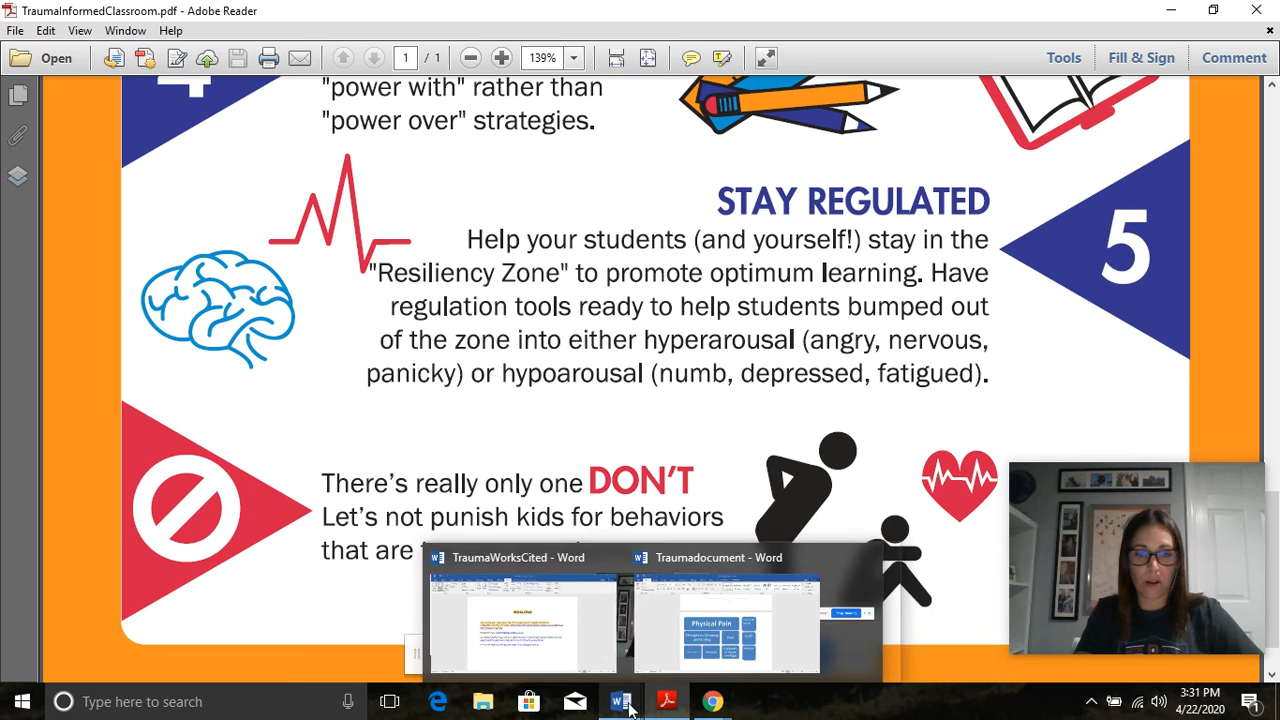 TraumaInformedClassroom.pdf - Adobe Reader
File Edit View Window Help
Open 1 / 1 139% Tools Fill & Sign Comment
4
"power with" rather than
"power over" strategies.
STAY REGULATED
5
Help your students (and yourself!) stay in the
"Resiliency Zone" to promote optimum learning. Have
regulation tools ready to help students bumped out
of the zone into either hyperarousal (angry, nervous,
panicky) or hypoarousal (numb, depressed, fatigued).
There's really only one DON'T
Let's not punish kids for behaviors
that are
TraumaWorksCited - Word
Traumadocument - Word
Physical Pain
Type here to search
3:31 PM
4/22/2020
1